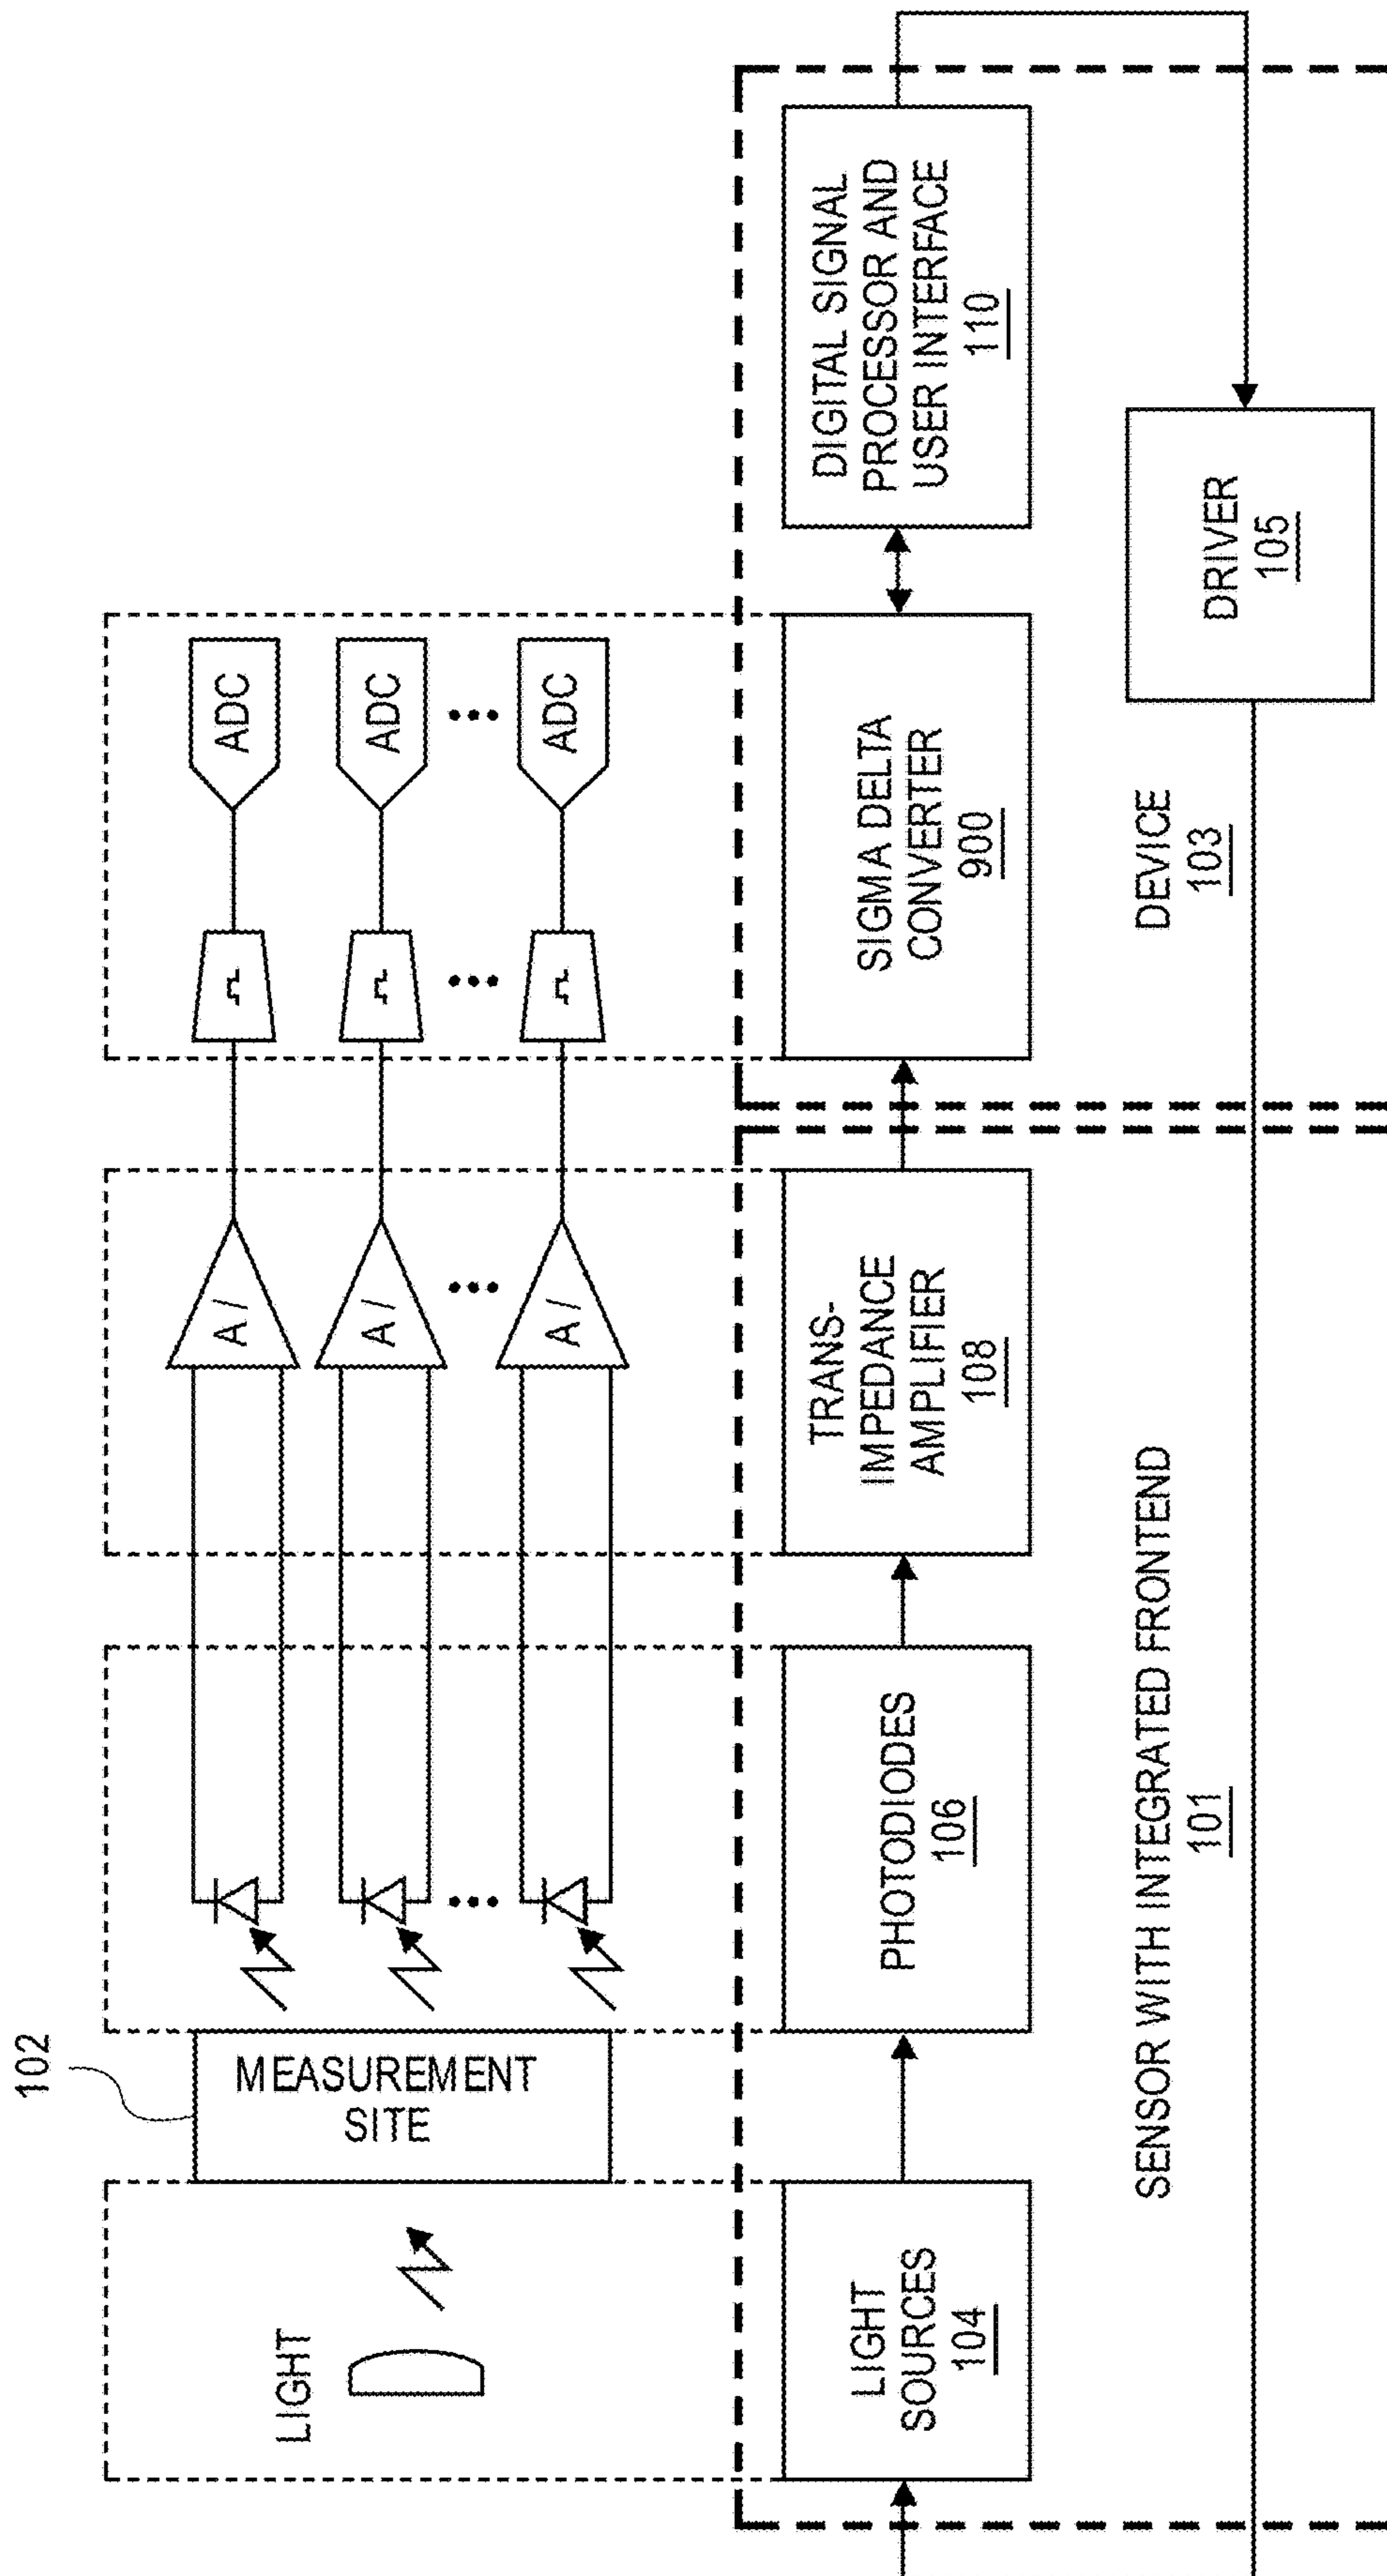 102
LIGHT
MEASUREMENT
SITE
A /
A /
A /
ADC
ADC
ADC
LIGHT
SOURCES
104
PHOTODIODES
106
TRANS-
IMPEDANCE
AMPLIFIER
108
SIGMA DELTA
CONVERTER
900
DIGITAL SIGNAL
PROCESSOR AND
USER INTERFACE
110
SENSOR WITH INTEGRATED FRONTEND
101
DEVICE
103
DRIVER
105